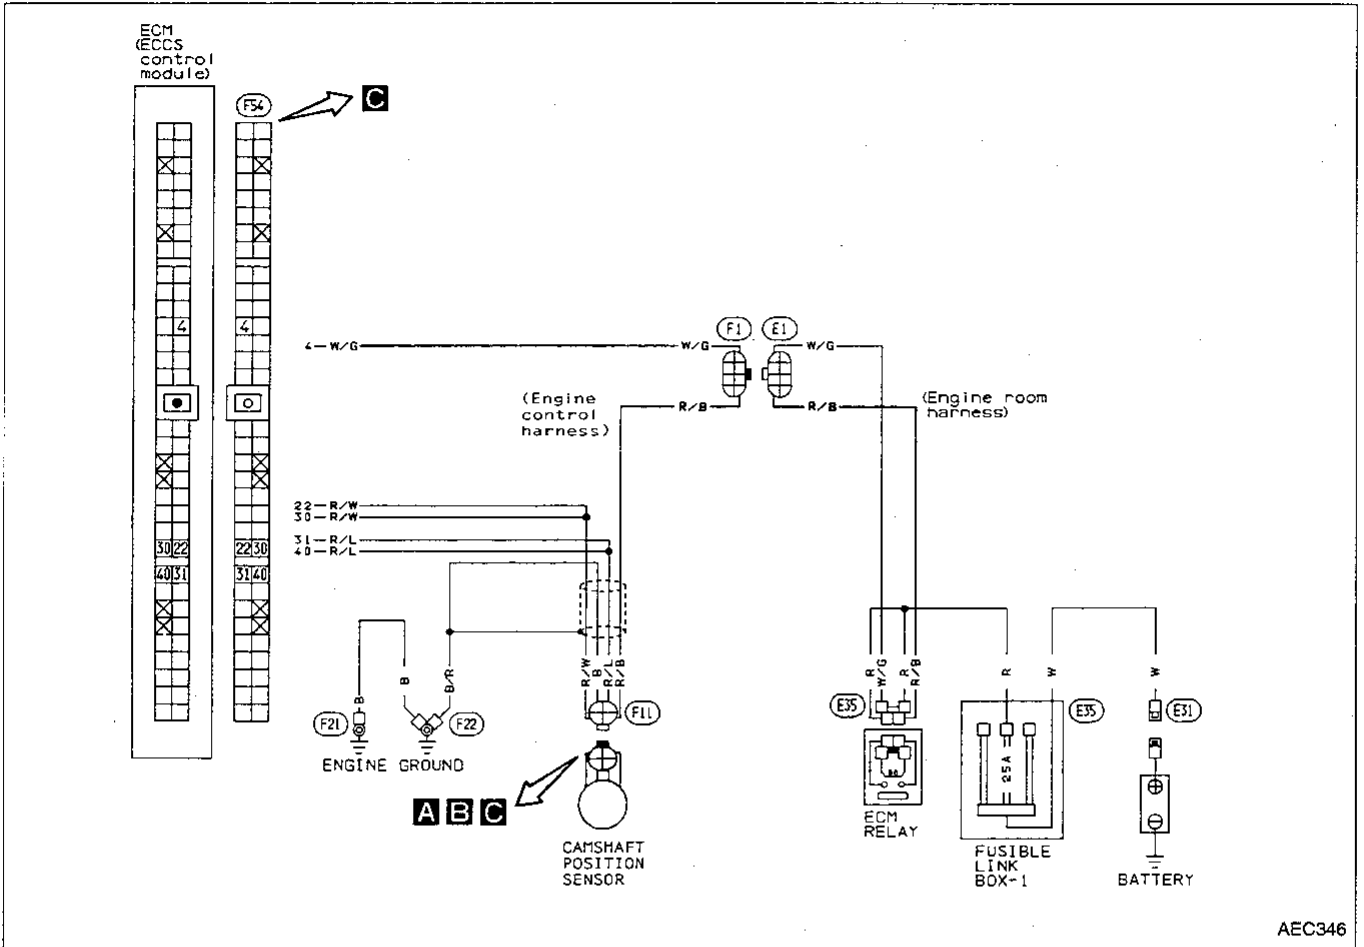 ECM
(ECCS
control
module)
F54
C
4
4
4 W/G
W/G
F1
E1
W/G
(Engine
control
harness)
R/B
R/B
(Engine room
harness)
22 R/W
30 R/W
31 R/L
40 R/L
30 22
22 30
40 31
31 40
R/W
B
R/L
R/B
R
W/G
R
R/B
R
W
W
B
B
B/R
F21
F22
F11
E35
E35
E31
ENGINE GROUND
25A
A B C
ECM
RELAY
CAMSHAFT
POSITION
SENSOR
FUSIBLE
LINK
BOX-1
BATTERY
AEC346